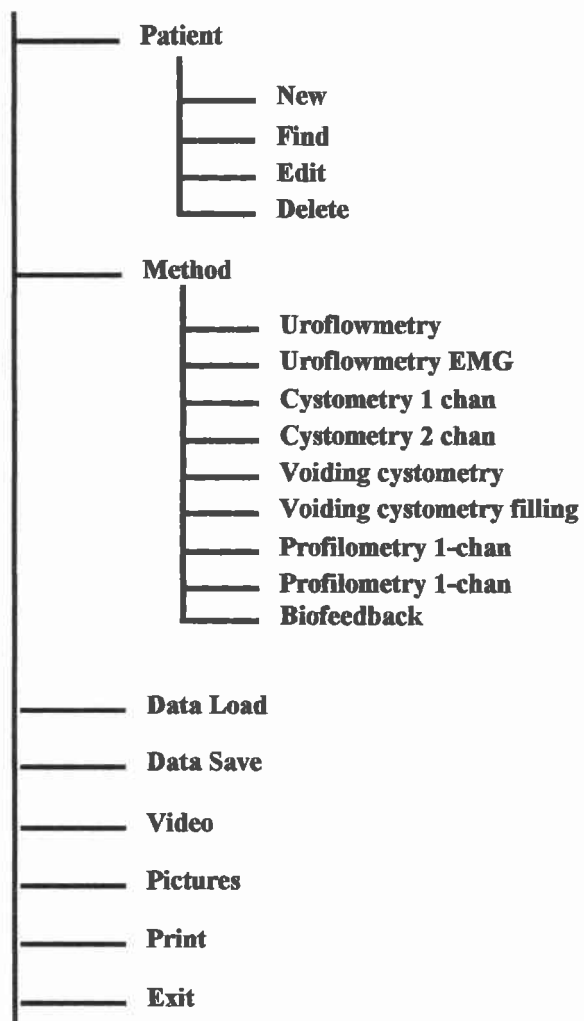 Patient
New
Find
Edit
Delete
Method
Uroflowmetry
Uroflowmetry EMG
Cystometry 1 chan
Cystometry 2 chan
Voiding cystometry
Voiding cystometry filling
Profilometry 1-chan
Profilometry 1-chan
Biofeedback
Data Load
Data Save
Video
Pictures
Print
Exit